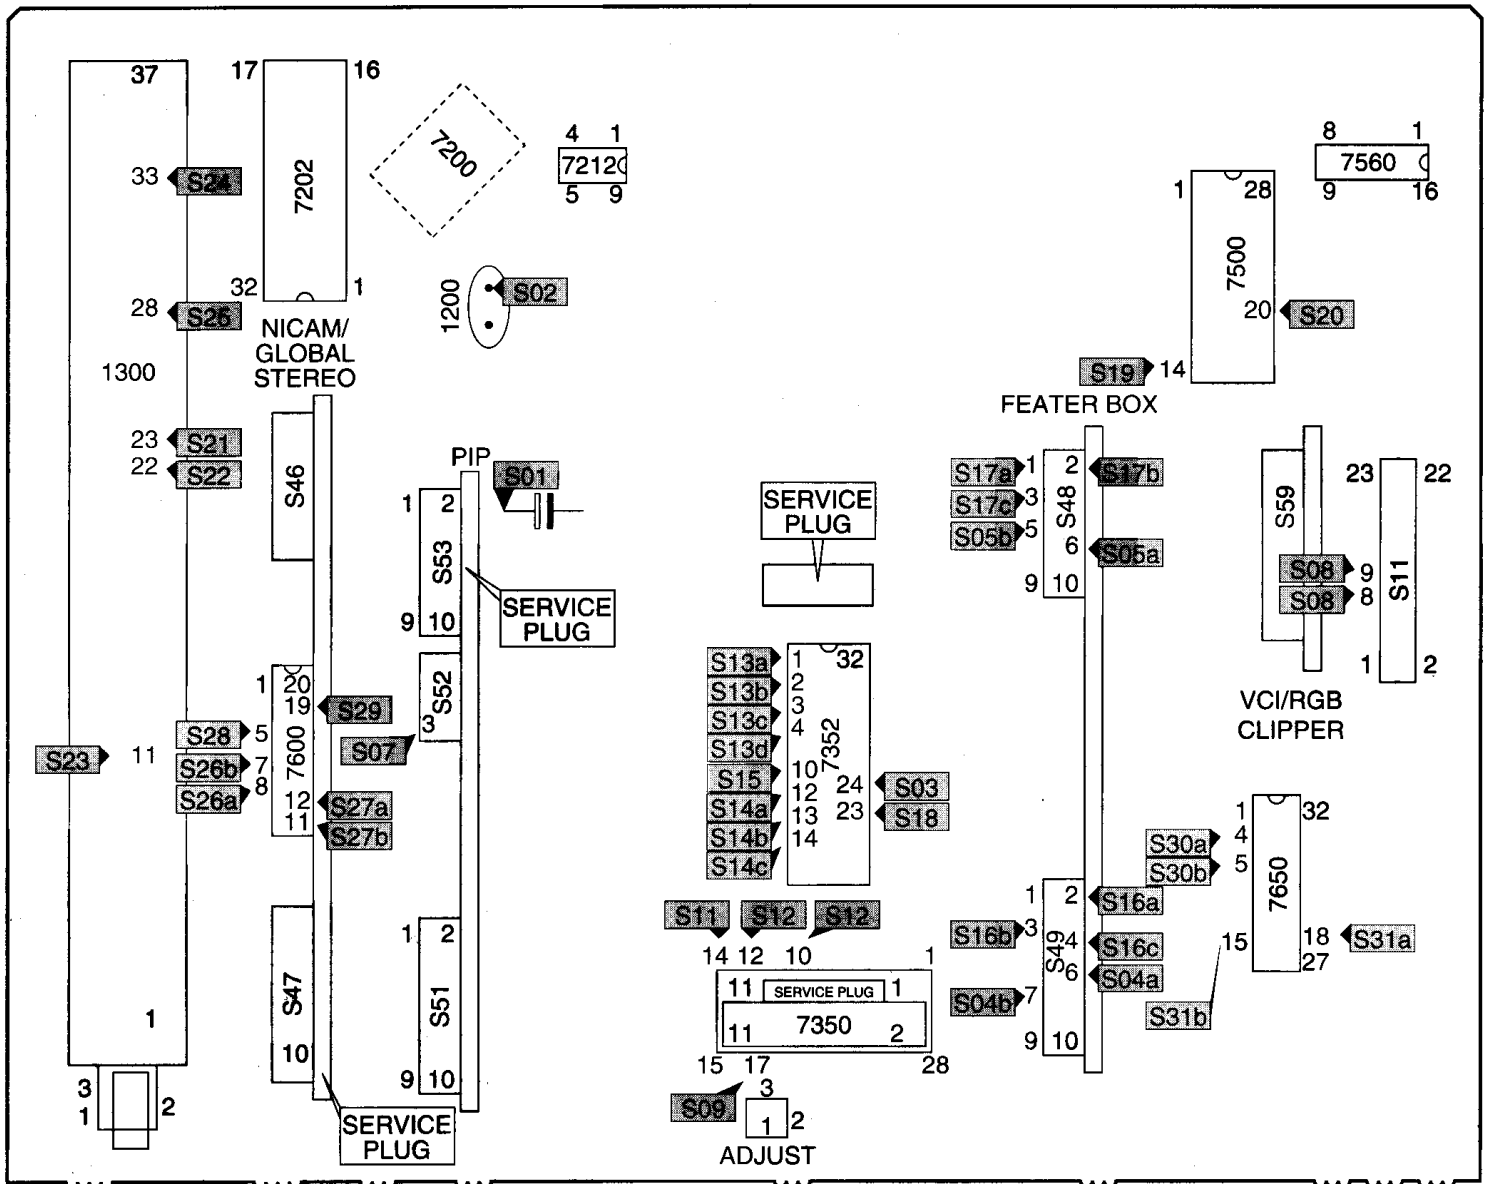 37
33
S24
28
S25
1300
23
S21
22
S22
S23
11
1
3
1
2
17
16
7202
32
1
NICAM/
GLOBAL
STEREO
S46
1
20
19
S29
S28
5
S26b
7
S26a
8
7600
12
S27a
11
S27b
S47
10
SERVICE
PLUG
7200
1200
S02
4
1
7212
5
9
PIP
S01
1
2
S53
9
10
SERVICE
PLUG
S52
3
S07
1
2
S51
9
10
SERVICE
PLUG
S13a
1
32
S13b
2
S13c
3
S13d
4
7352
S15
10
S14a
12
S14b
13
S14c
14
24
S03
23
S18
S11
S12
S12
14
12
10
1
11
SERVICE PLUG
1
11
7350
2
15
17
28
S09
3
1
2
ADJUST
8
1
7560
9
16
1
28
7500
20
S20
S19
14
FEATER BOX
S17a
1
2
S17b
S17c
3
S48
S05b
5
6
S05a
9
10
1
2
S16a
S16b
3
S49
4
S16c
6
S04a
S04b
7
9
10
S59
23
22
S08
9
S08
8
S11
1
2
VCI/RGB
CLIPPER
1
32
S30a
4
S30b
5
7650
15
18
S31a
27
S31b